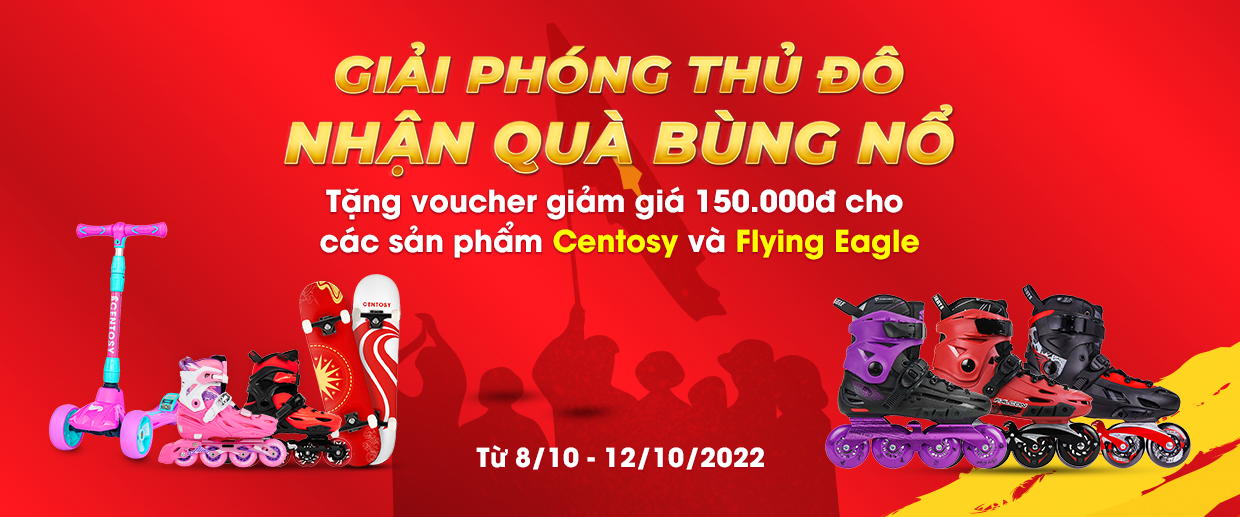 GIẢI PHÓNG THỦ ĐÔ
NHẬN QUÀ BÙNG NỔ
Tặng voucher giảm giá 150.000đ cho
các sản phẩm Centosy và Flying Eagle
CENTOSY
CENTOSY
FALCON
Từ 8/10 - 12/10/2022